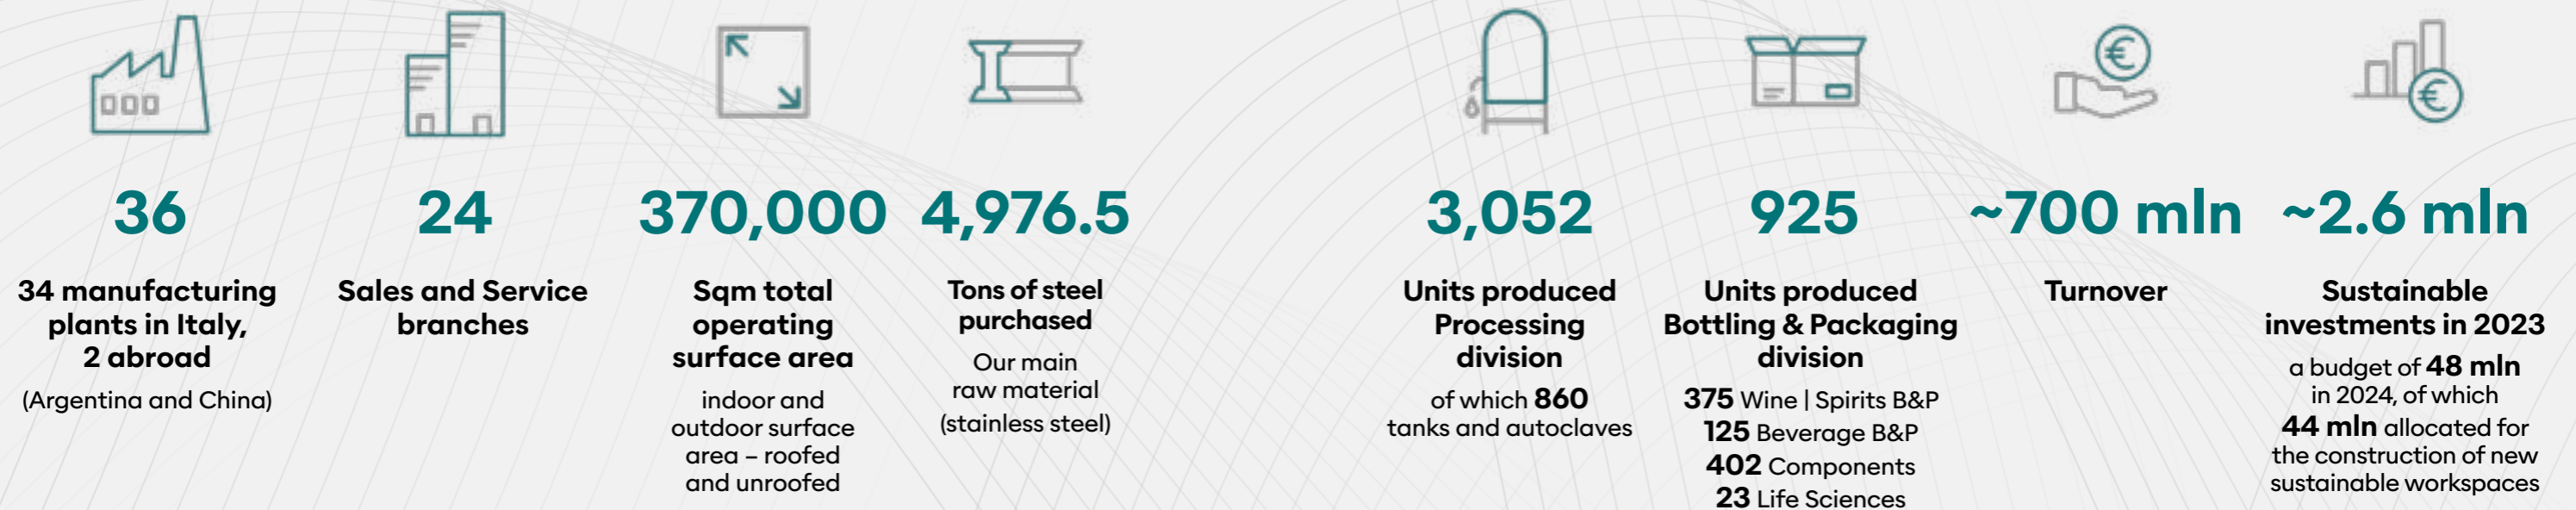 36
34 manufacturing
plants in Italy,
2 abroad
(Argentina and China)
24
Sales and Service
branches
370,000
Sqm total
operating
surface area
indoor and
outdoor surface
area – roofed
and unroofed
4,976.5
Tons of steel
purchased
Our main
raw material
(stainless steel)
3,052
Units produced
Processing
division
of which 860
tanks and autoclaves
925
Units produced
Bottling & Packaging
division
375 Wine | Spirits B&P
125 Beverage B&P
402 Components
23 Life Sciences
~700 mln
Turnover
~2.6 mln
Sustainable
investments in 2023
a budget of 48 mln
in 2024, of which
44 mln allocated for
the construction of new
sustainable workspaces